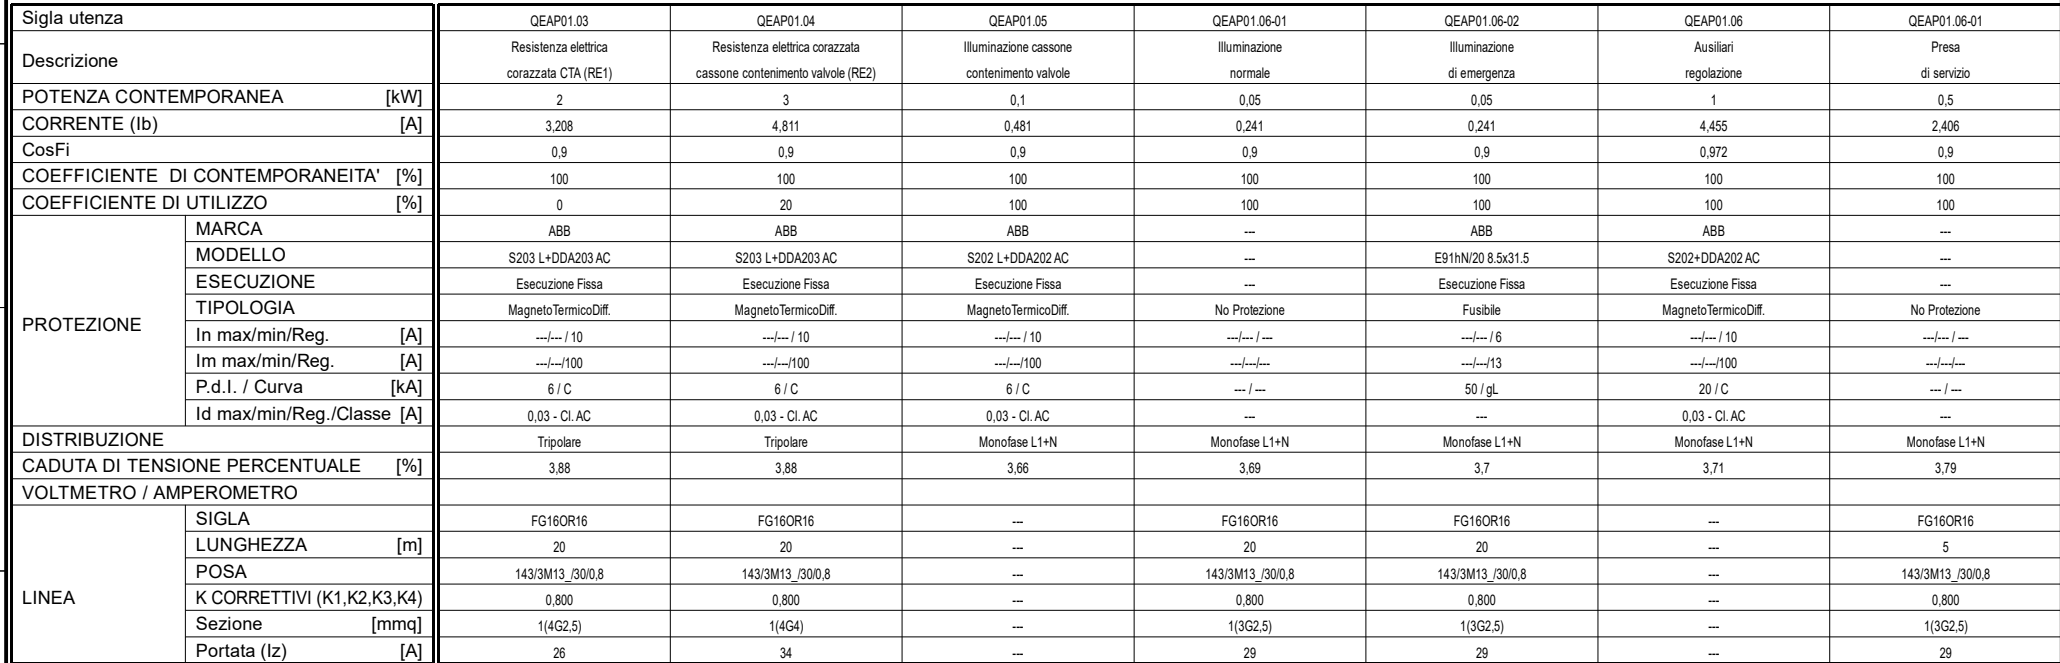 Sigla utenza QEAP01.03 QEAP01.04 QEAP01.05 QEAP01.06-01 QEAP01.06-02 QEAP01.06 QEAP01.06-01
Descrizione Resistenza elettrica Resistenza elettrica corazzata Illuminazione cassone Illuminazione Illuminazione Ausiliari Presa
corazzata CTA (RE1) cassone contenimento valvole (RE2) contenimento valvole normale di emergenza regolazione di servizio
POTENZA CONTEMPORANEA [kW] 2 3 0,1 0,05 0,05 1 0,5
CORRENTE (Ib) [A] 3,208 4,811 0,481 0,241 0,241 4,455 2,406
CosFi 0,9 0,9 0,9 0,9 0,9 0,972 0,9
COEFFICIENTE DI CONTEMPORANEITA' [%] 100 100 100 100 100 100 100
COEFFICIENTE DI UTILIZZO [%] 0 20 100 100 100 100 100
PROTEZIONE
MARCA ABB ABB ABB --- ABB ABB ---
MODELLO S203 L+DDA203 AC S203 L+DDA203 AC S202 L+DDA202 AC --- E91hN/20 8.5x31.5 S202+DDA202 AC ---
ESECUZIONE Esecuzione Fissa Esecuzione Fissa Esecuzione Fissa --- Esecuzione Fissa Esecuzione Fissa ---
TIPOLOGIA MagnetoTermicoDiff. MagnetoTermicoDiff. MagnetoTermicoDiff. No Protezione Fusibile MagnetoTermicoDiff. No Protezione
In max/min/Reg. [A] ---/--- / 10 ---/--- / 10 ---/--- / 10 ---/--- / --- ---/--- / 6 ---/--- / 10 ---/--- / ---
Im max/min/Reg. [A] ---/---/100 ---/---/100 ---/---/100 ---/---/--- ---/---/13 ---/---/100 ---/---/---
P.d.I. / Curva [kA] 6 / C 6 / C 6 / C --- / --- 50 / gL 20 / C --- / ---
Id max/min/Reg./Classe [A] 0,03 - Cl. AC 0,03 - Cl. AC 0,03 - Cl. AC --- --- 0,03 - Cl. AC ---
DISTRIBUZIONE Tripolare Tripolare Monofase L1+N Monofase L1+N Monofase L1+N Monofase L1+N Monofase L1+N
CADUTA DI TENSIONE PERCENTUALE [%] 3,88 3,88 3,66 3,69 3,7 3,71 3,79
VOLTMETRO / AMPEROMETRO
LINEA
SIGLA FG16OR16 FG16OR16 --- FG16OR16 FG16OR16 --- FG16OR16
LUNGHEZZA [m] 20 20 --- 20 20 --- 5
POSA 143/3M13_/30/0,8 143/3M13_/30/0,8 --- 143/3M13_/30/0,8 143/3M13_/30/0,8 --- 143/3M13_/30/0,8
K CORRETTIVI (K1,K2,K3,K4) 0,800 0,800 --- 0,800 0,800 --- 0,800
Sezione [mmq] 1(4G2,5) 1(4G4) --- 1(3G2,5) 1(3G2,5) --- 1(3G2,5)
Portata (Iz) [A] 26 34 --- 29 29 --- 29